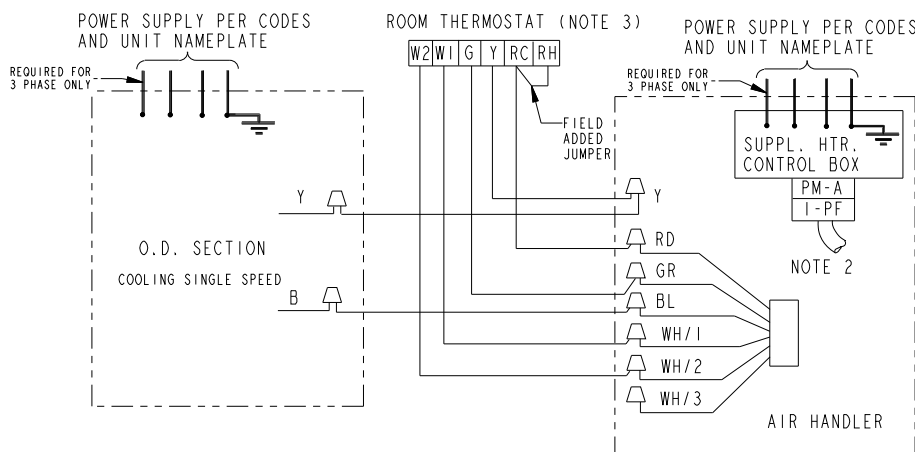 POWER SUPPLY PER CODES
AND UNIT NAMEPLATE
REQUIRED FOR
3 PHASE ONLY
ROOM THERMOSTAT (NOTE 3)
W2 W1 G Y RC RH
FIELD
ADDED
JUMPER
POWER SUPPLY PER CODES
AND UNIT NAMEPLATE
REQUIRED FOR
3 PHASE ONLY
SUPPL. HTR.
CONTROL BOX
PM-A
1-PF
NOTE 2
Y
O.D. SECTION
COOLING SINGLE SPEED
B
Y
RD
GR
BL
WH/1
WH/2
WH/3
AIR HANDLER